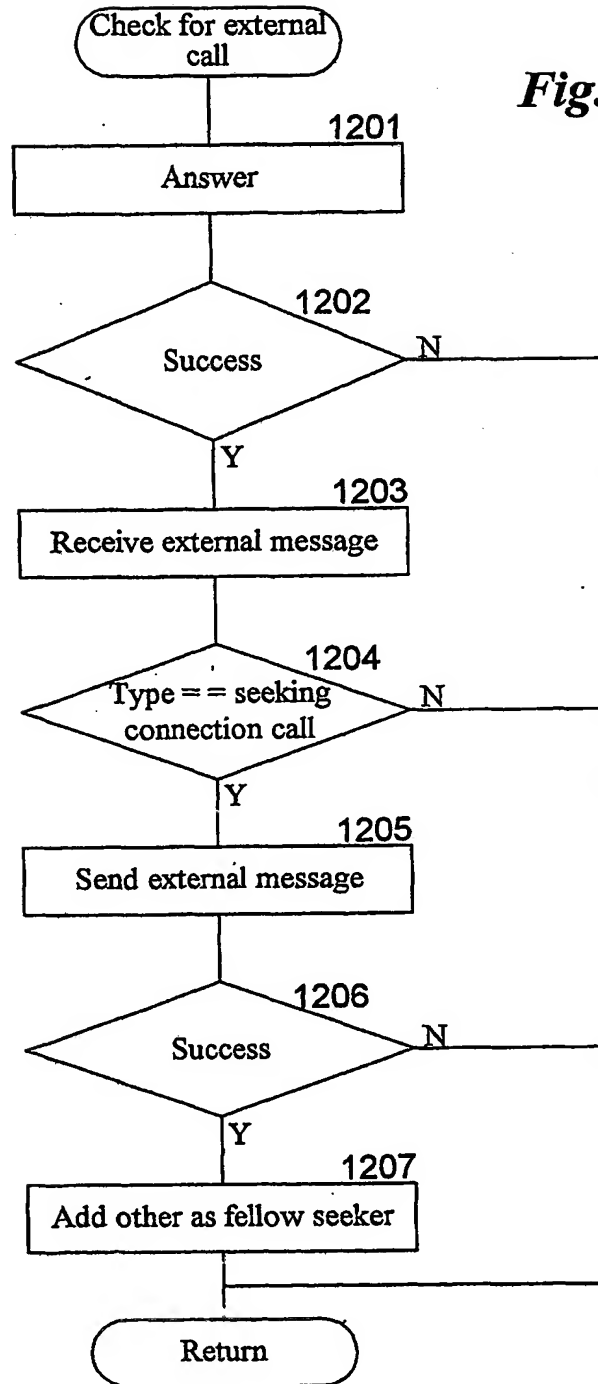 Check for external
call
Fig.
1201
Answer
1202
Success
N
Y
1203
Receive external message
1204
Type = = seeking
connection call
N
Y
1205
Send external message
1206
Success
N
Y
1207
Add other as fellow seeker
Return